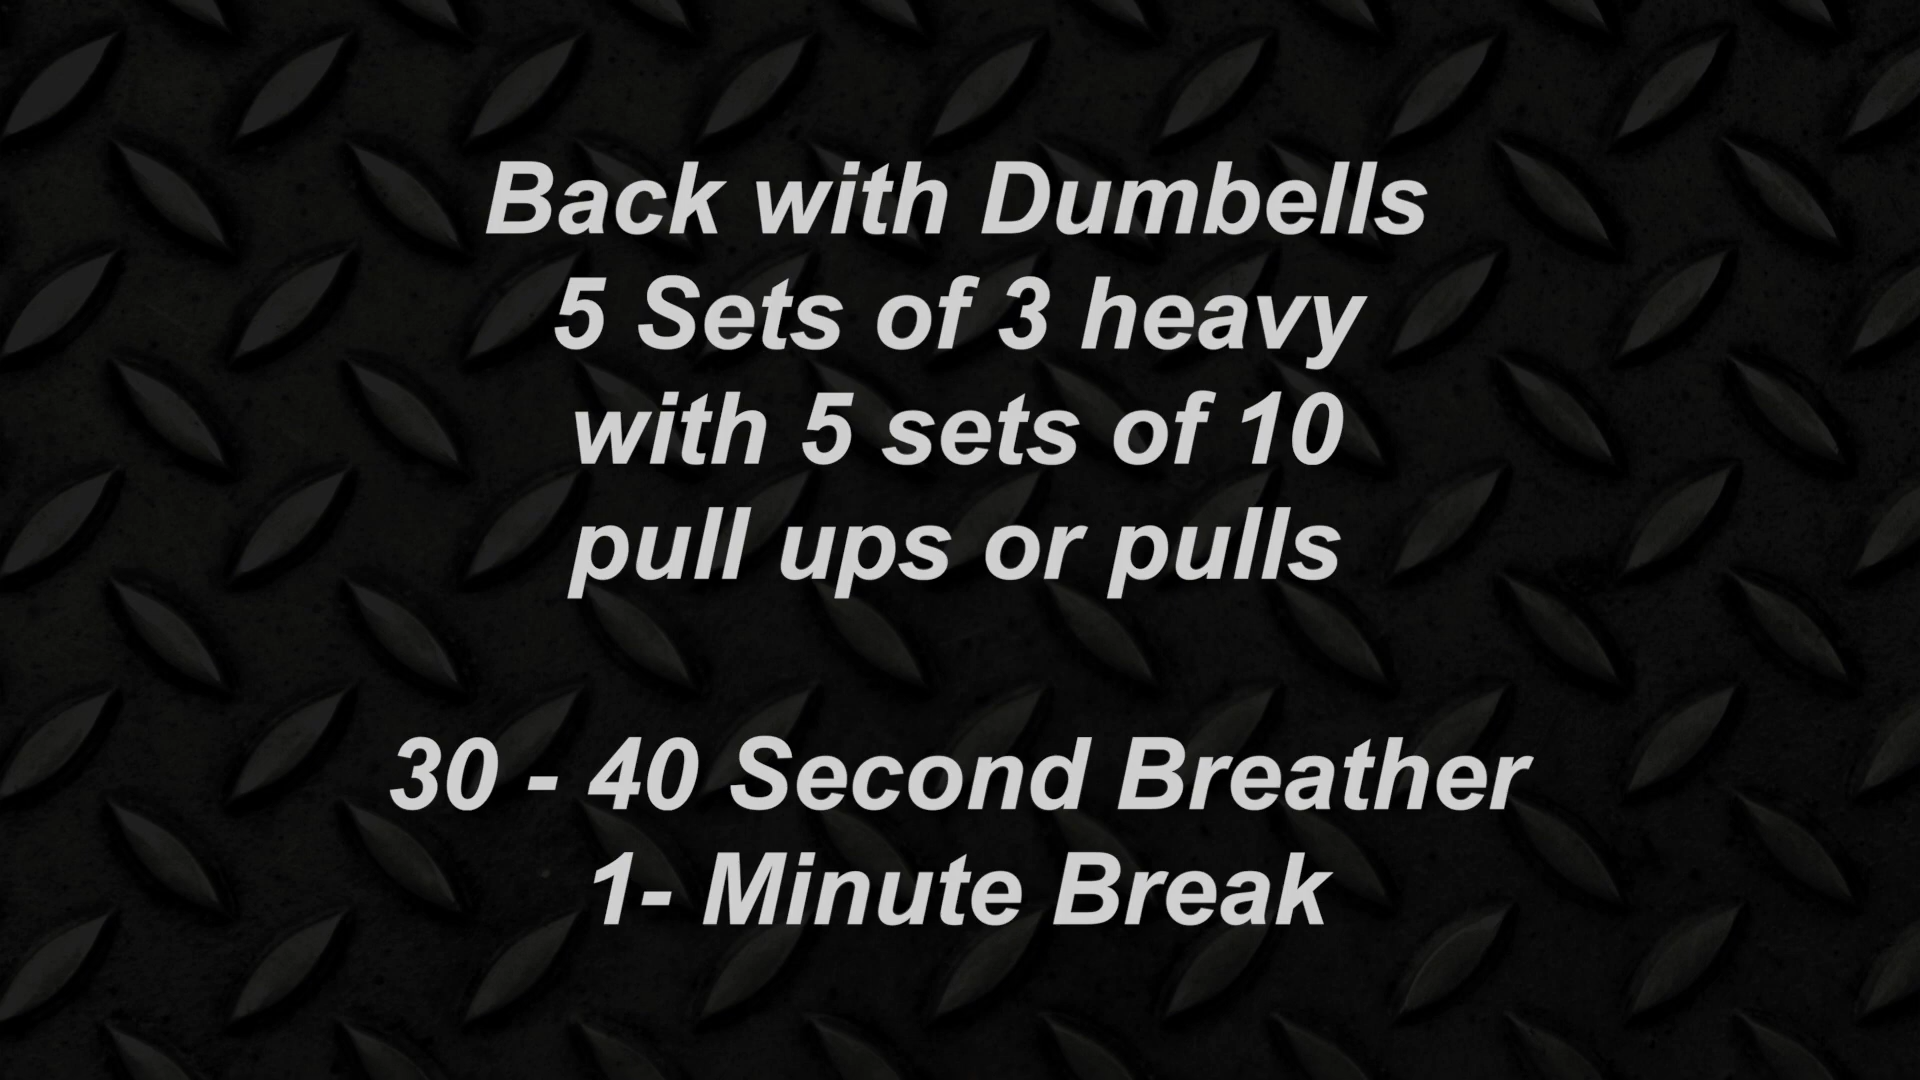 Back with Dumbells
5 Sets of 3 heavy
with 5 sets of 10
pull ups or pulls
30 - 40 Second Breather
1- Minute Break